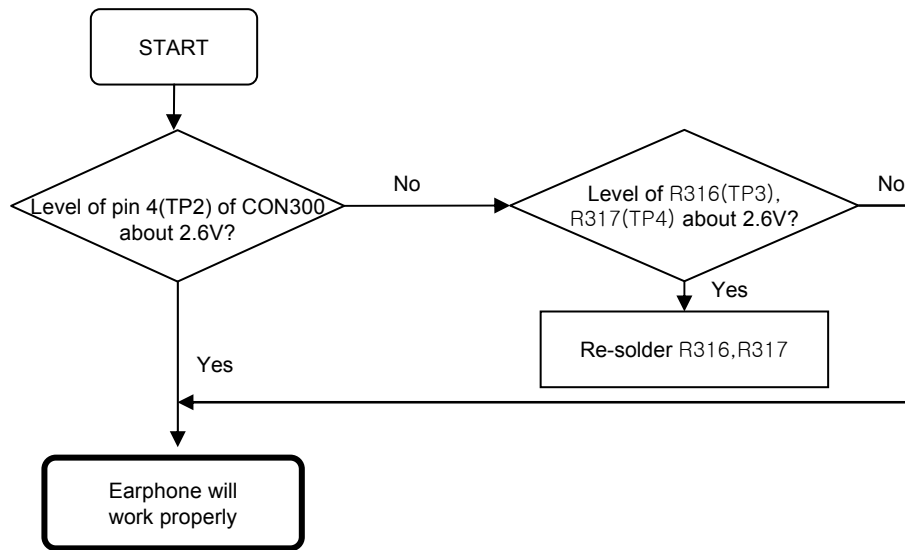 START
No
No
Level of pin 4(TP2) of CON300
about 2.6V?
Level of R316(TP3),
R317(TP4) about 2.6V?
Yes
Re-solder R316,R317
Yes
Earphone will
work properly